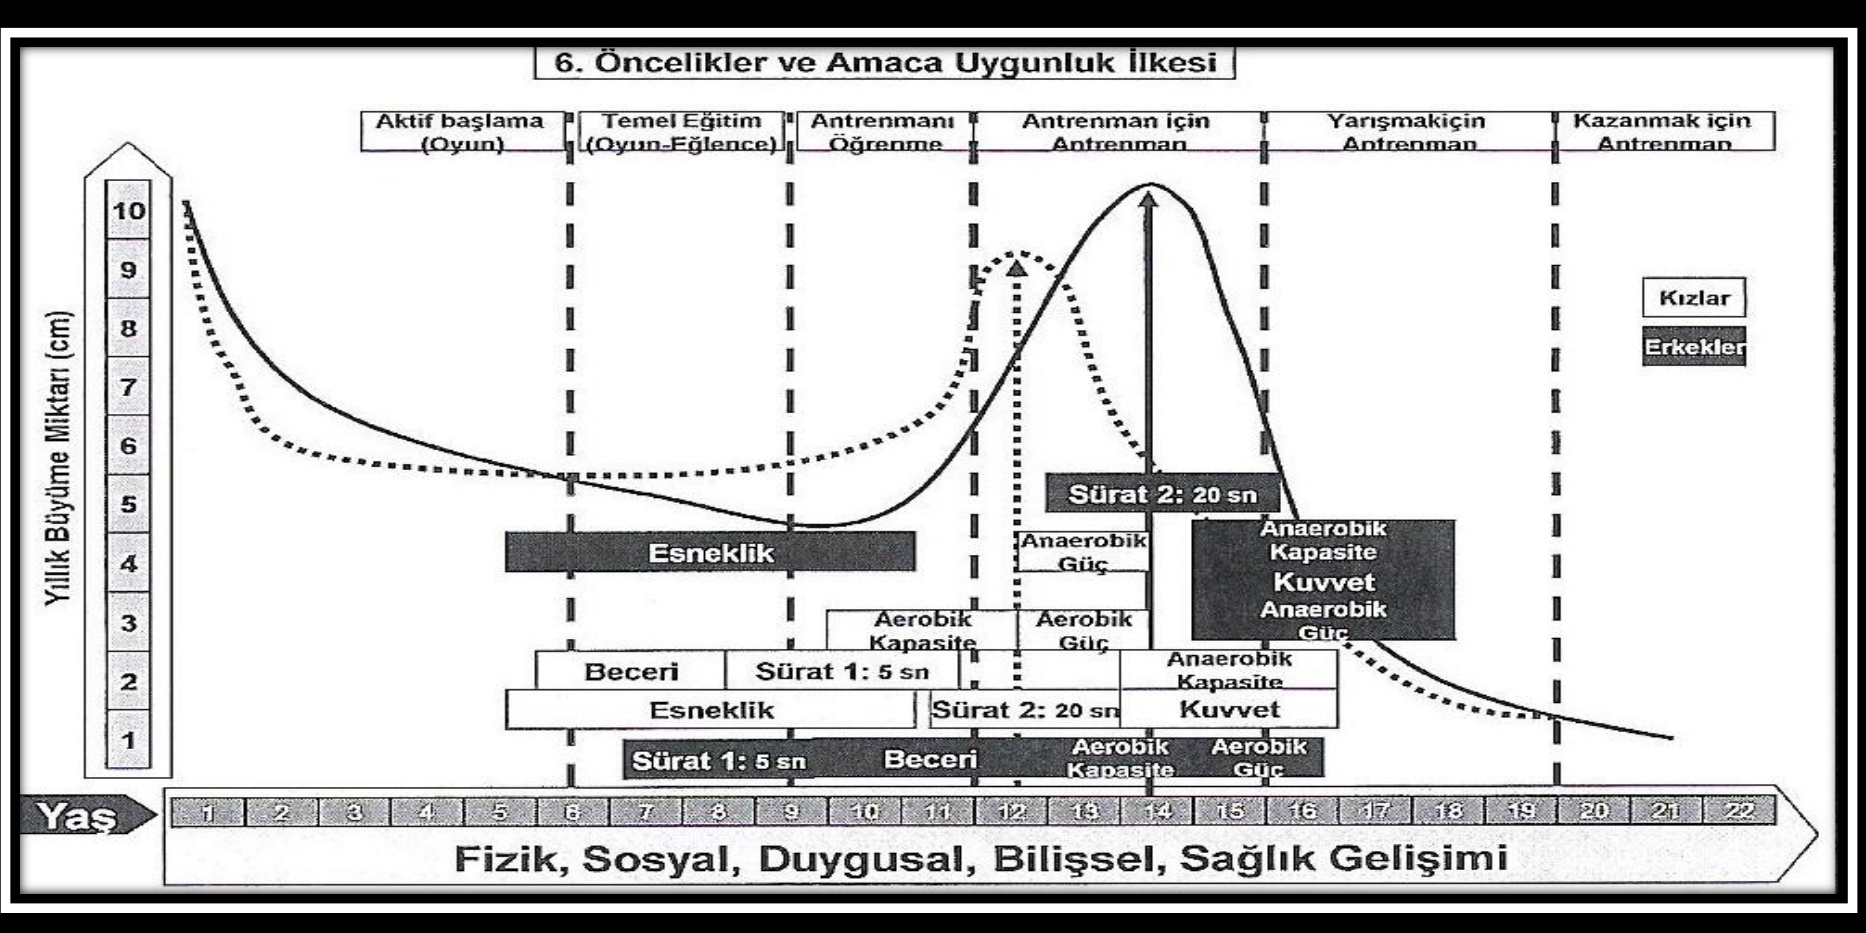 6. Öncelikler ve Amaca Uygunluk İlkesi
Aktif başlama
(Oyun)
Temel Eğitim
(Oyun-Eğlence)
Antrenmanı
Öğrenme
Antrenman için
Antrenman
Yarışmakiçin
Antrenman
Kazanmak için
Antrenman
Yıllık Büyüme Miktarı (cm)
10
9
8
7
6
5
4
3
2
1
Kızlar
Erkekler
Sürat 2: 20 sn
Esneklik
Anaerobik
Güç
Anaerobik
Kapasite
Kuvvet
Anaerobik
Güç
Aerobik
Kapasite
Aerobik
Güç
Beceri
Sürat 1: 5 sn
Anaerobik
Kapasite
Esneklik
Sürat 2: 20 sn
Kuvvet
Sürat 1: 5 sn
Beceri
Aerobik
Kapasite
Aerobik
Güç
Yaş
1 2 3 4 5 6 7 8 9 10 11 12 13 14 15 16 17 18 19 20 21 22
Fizik, Sosyal, Duygusal, Bilişsel, Sağlık Gelişimi